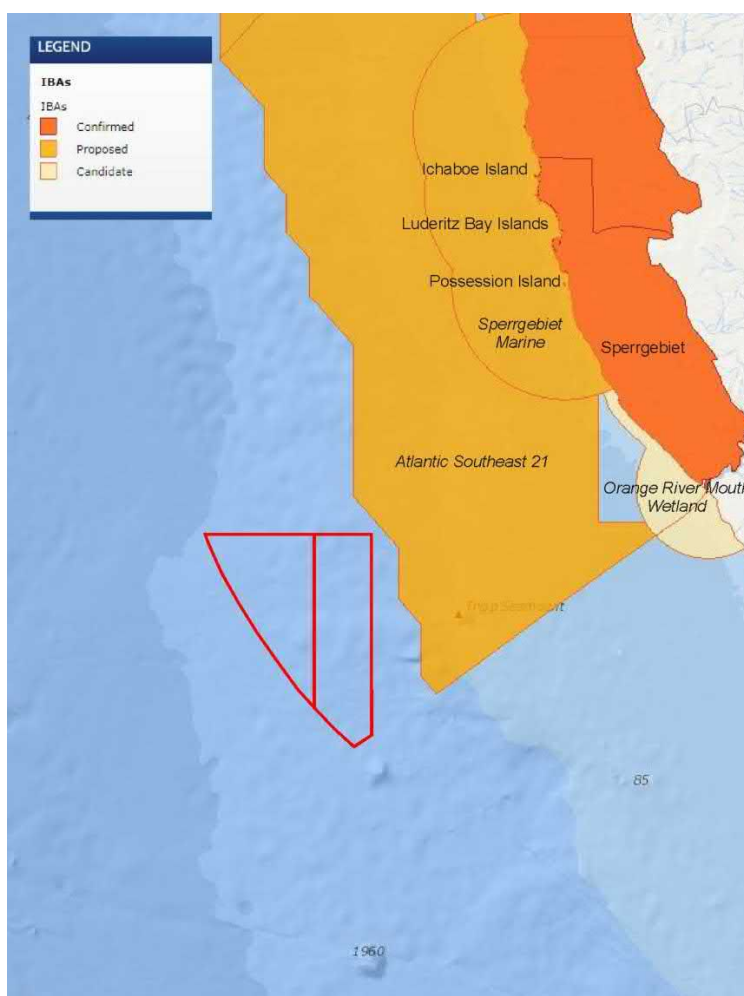 LEGEND
IBAs
IBAs
Confirmed
Proposed
Candidate
Ichaboe Island
Luderitz Bay Islands
Possession Island
Sperrgebiet
Marine
Sperrgebiet
Atlantic Southeast 21
Orange River Mouth
Wetland
Tripp Seamount
85
1960